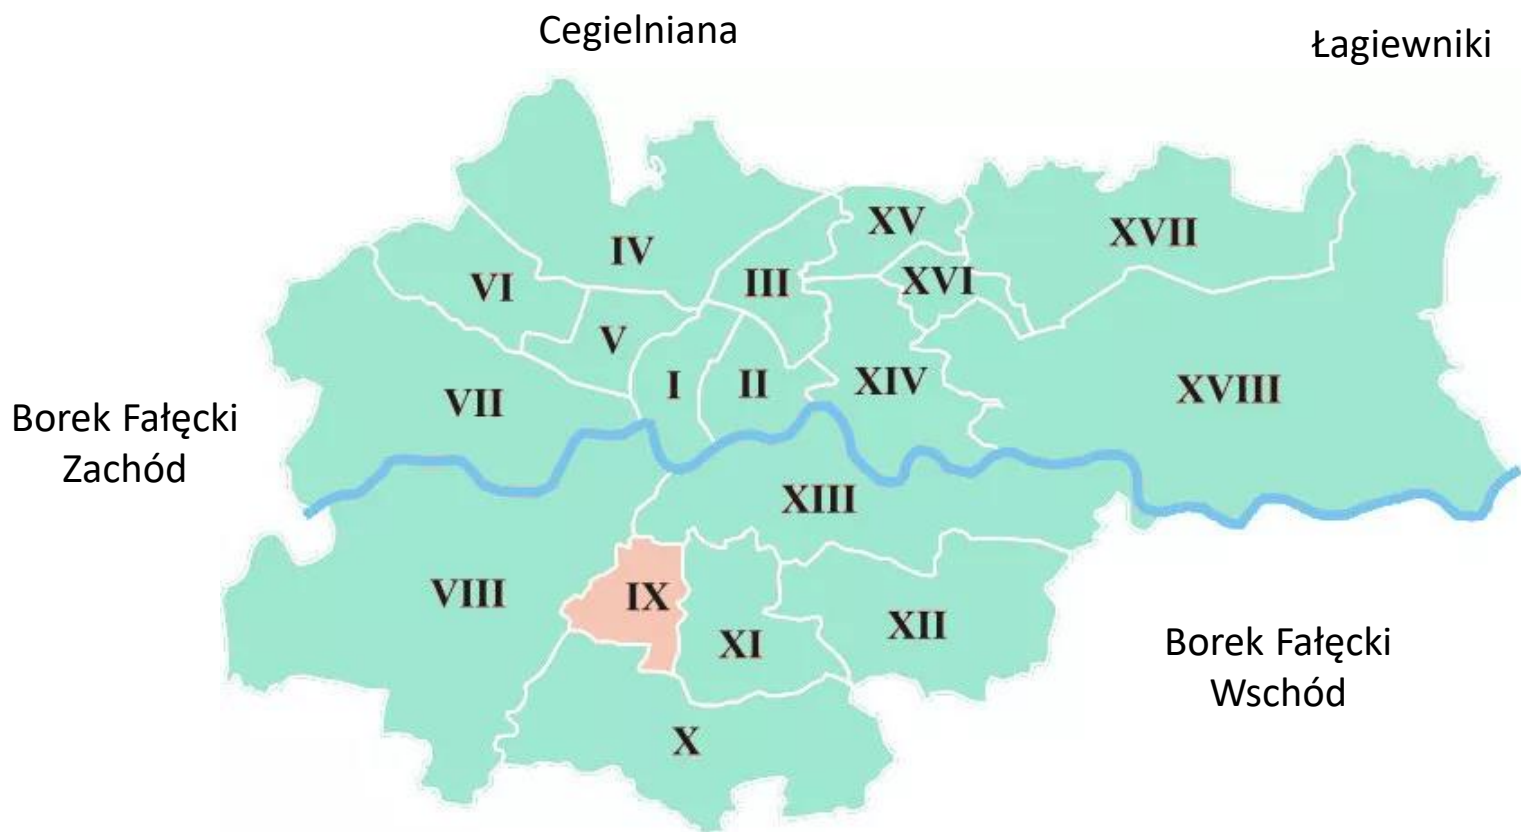 Cegielniana
Łagiewniki
XV
XVII
IV
III
XVI
VI
V
I
II
XIV
XVIII
VII
Borek Fałęcki
Zachód
XIII
VIII
IX
XII
XI
Borek Fałęcki
Wschód
X